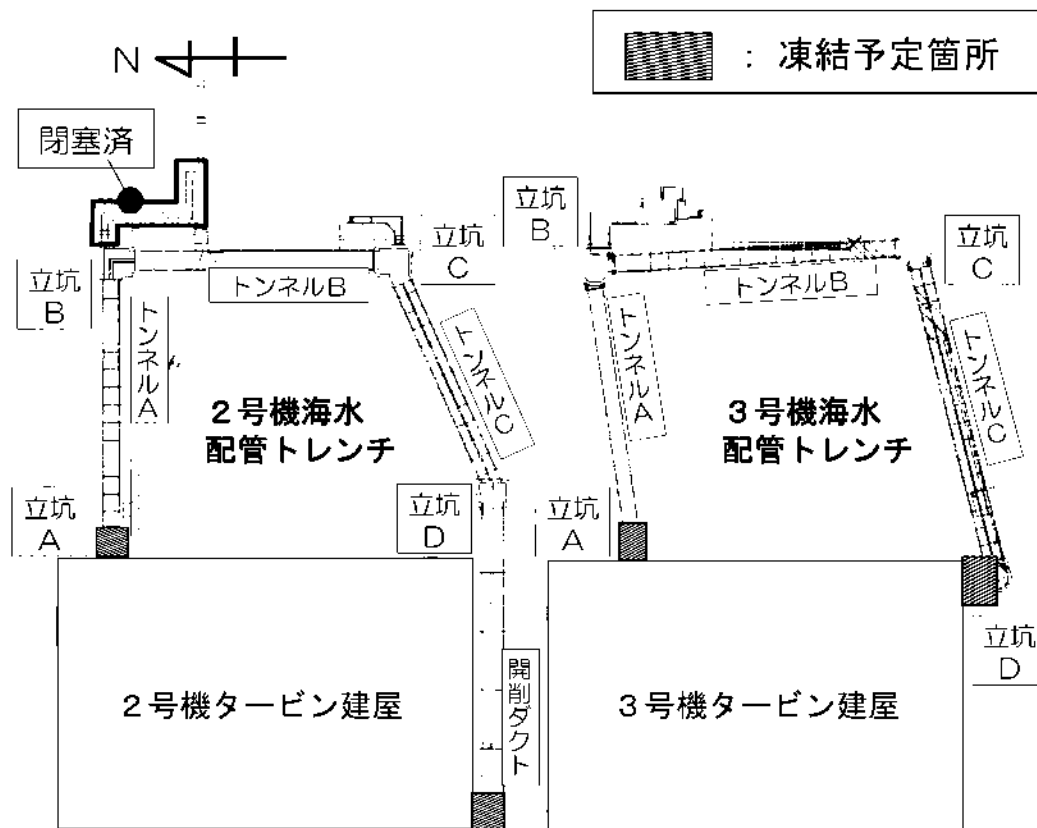 N
：凍結予定箇所
閉塞済
立坑
B
立坑
C
立坑
B
立坑
C
トンネルB
トンネルB
トンネルA
トンネルC
トンネルA
トンネルC
2号機海水
配管トレンチ
3号機海水
配管トレンチ
立坑
A
立坑
D
立坑
A
立坑
D
開削ダクト
2号機タービン建屋
3号機タービン建屋